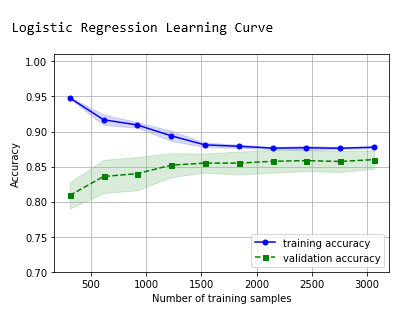 Logistic Regression Learning Curve
1.00
0.95
0.90
0.85
0.80
0.75
0.70
Accuracy
training accuracy
validation accuracy
500 1000 1500 2000 2500 3000
Number of training samples